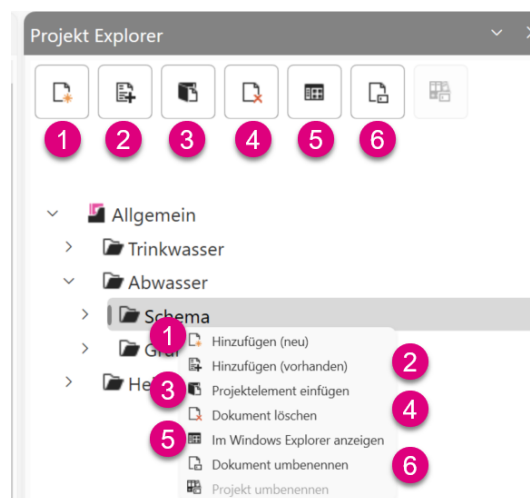 Projekt Explorer
1 2 3 4 5 6
Allgemein
Trinkwasser
Abwasser
Schema
1 Hinzufügen (neu)
Hinzufügen (vorhanden) 2
3 Projektelement einfügen
Dokument löschen 4
5 Im Windows Explorer anzeigen
Dokument umbenennen 6
Projekt umbenennen